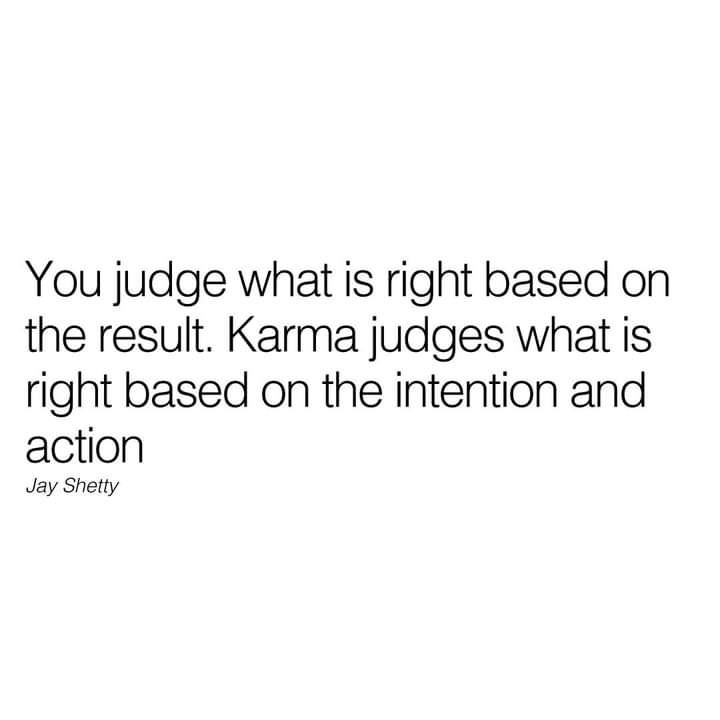 You judge what is right based on
the result. Karma judges what is
right based on the intention and
action
Jay Shetty